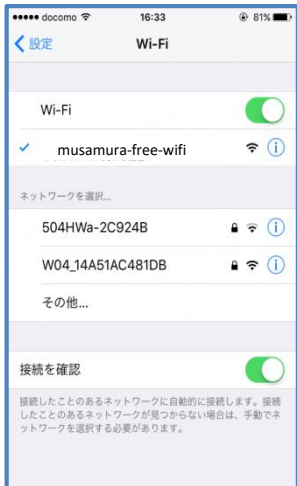 docomo 16:33 81%
設定 Wi-Fi
Wi-Fi
musamura-free-wifi
ネットワークを選択...
504HWa-2C924B
W04_14A51AC481DB
その他...
接続を確認
接続したことのあるネットワークに自動的に接続します。接続
したことのあるネットワークが見つからない場合は、手動でネ
ットワークを選択する必要があります。